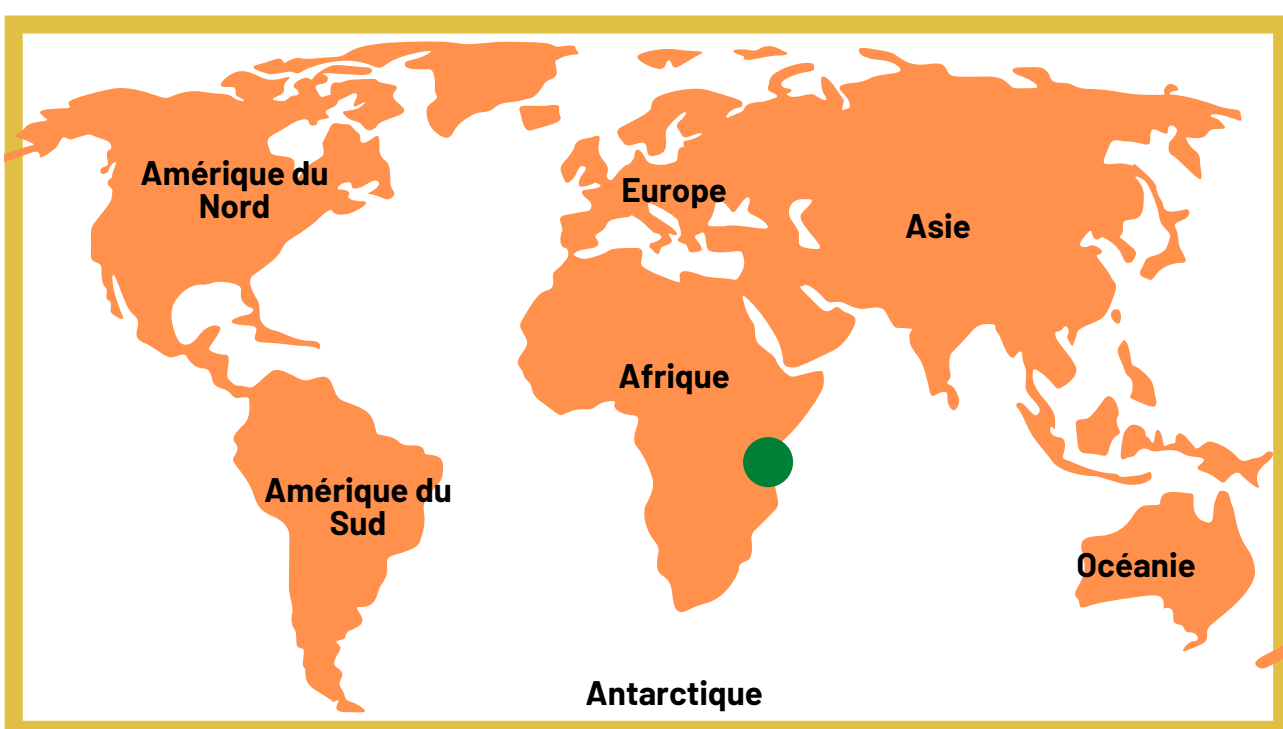 Amérique du
Nord
Europe
Asie
Afrique
Amérique du
Sud
Océanie
Antarctique